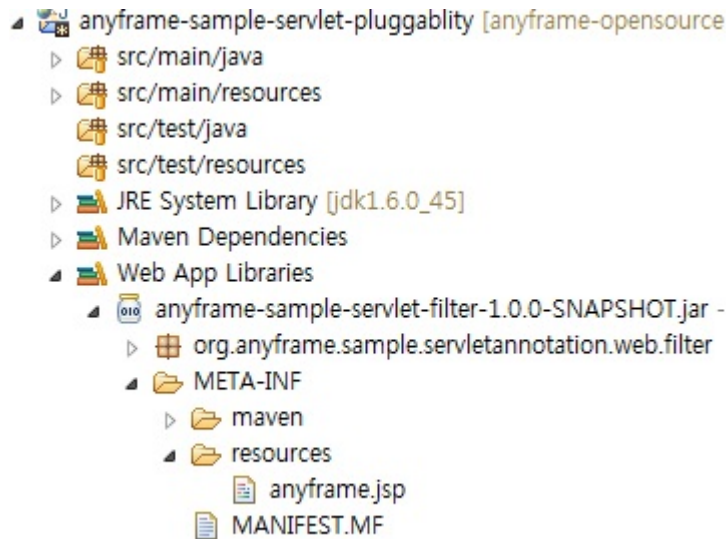 anyframe-sample-servlet-pluggablity [anyframe-opensource
src/main/java
src/main/resources
src/test/java
src/test/resources
JRE System Library [jdk1.6.0_45]
Maven Dependencies
Web App Libraries
anyframe-sample-servlet-filter-1.0.0-SNAPSHOT.jar -
org.anyframe.sample.servletannotation.web.filter
META-INF
maven
resources
anyframe.jsp
MANIFEST.MF